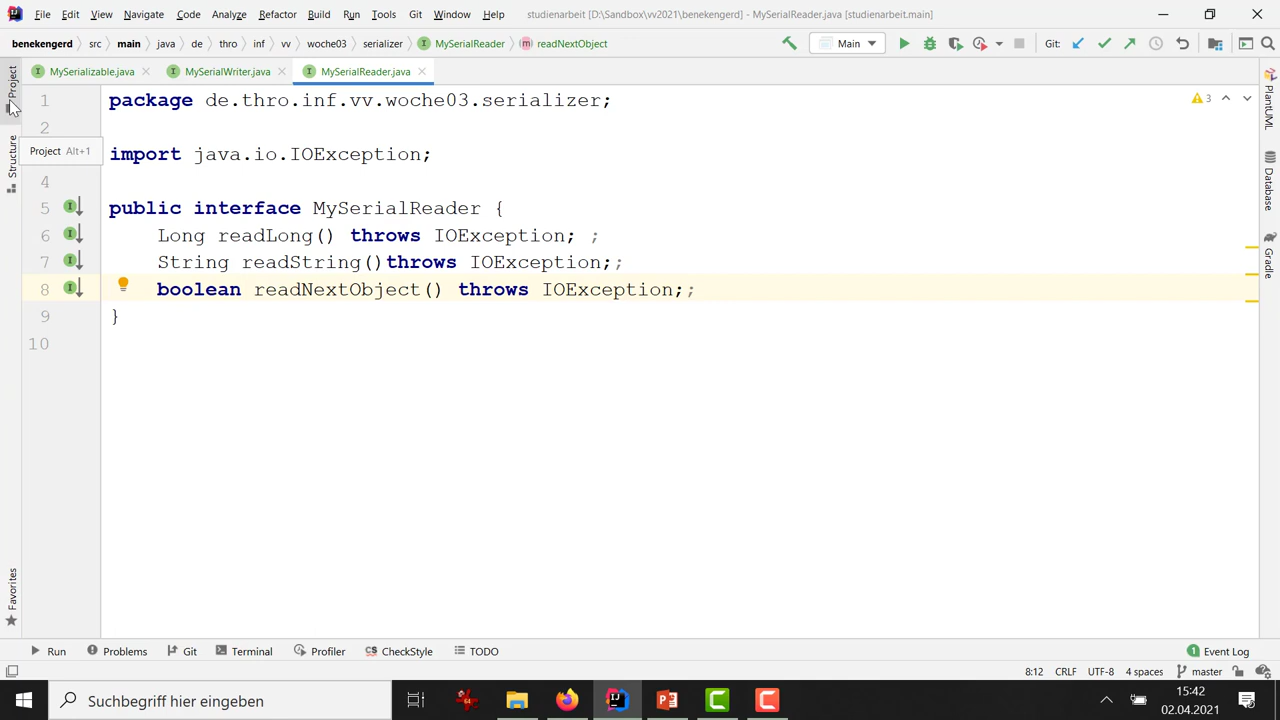 File Edit View Navigate Code Analyze Refactor Build Run Tools Git Window Help studienarbeit [D:\Sandbox\vv2021\benekengerd] - MySerialReader.java [studienarbeit.main]
benekengerd src main java de thro inf vv woche03 serializer MySerialReader readNextObject Main Git:
MySerializable.java MySerialWriter.java MySerialReader.java
Project
Structure
Favorites
Project Alt+1
1 package de.thro.inf.vv.woche03.serializer;
2
import java.io.IOException;
4
5 public interface MySerialReader {
6 Long readLong() throws IOException; ;
7 String readString()throws IOException;;
8 boolean readNextObject() throws IOException;;
9 }
10
3
PlantUML
Database
Gradle
Run Problems Git Terminal Profiler CheckStyle TODO 1 Event Log
8:12 CRLF UTF-8 4 spaces master
Suchbegriff hier eingeben
15:42
02.04.2021